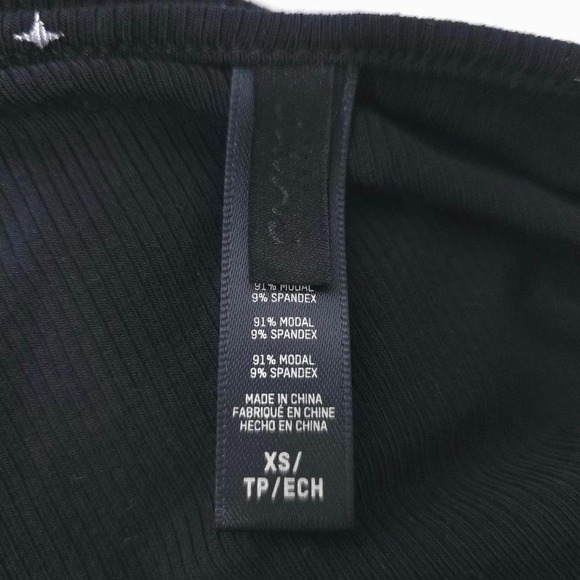 91% MODAL
9% SPANDEX
91% MODAL
9% SPANDEX
91% MODAL
9% SPANDEX
MADE IN CHINA
FABRIQUÉ EN CHINE
HECHO EN CHINA
XS/
TP/ECH